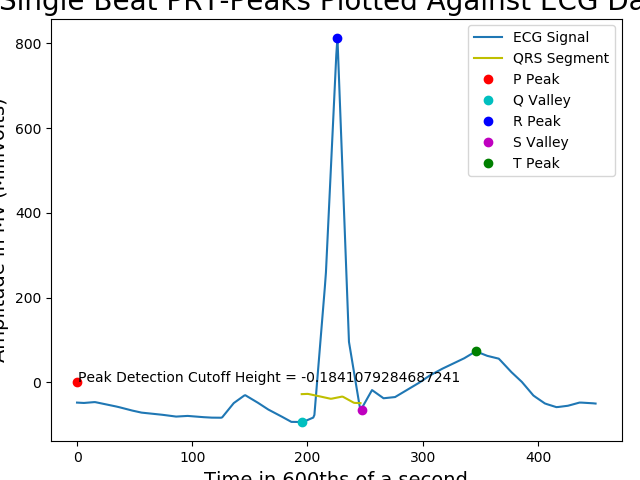 Single Beat PRT-Peaks Plotted Against ECG Da
Amplitude in MV (Millivolts)
800
600
400
200
0
ECG Signal
QRS Segment
P Peak
Q Valley
R Peak
S Valley
T Peak
Peak Detection Cutoff Height = -0.1841079284687241
0 100 200 300 400
Time in 600ths of a second